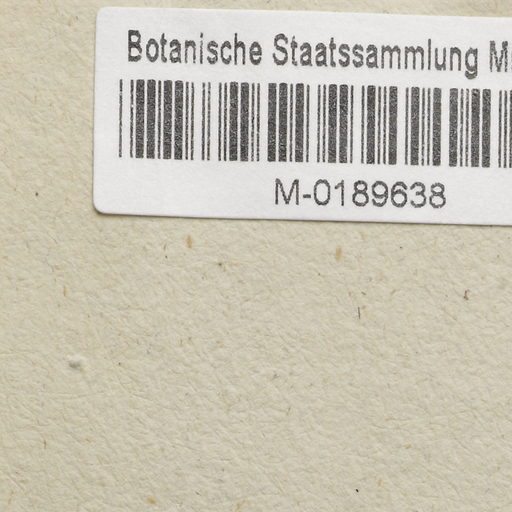 Botanische Staatssammlung M
M-0189638